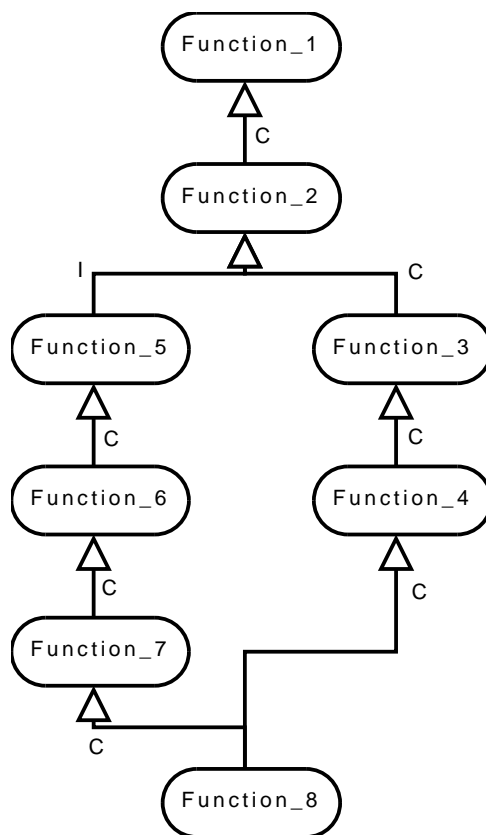 Function_1
C
Function_2
I
C
Function_5
Function_3
C
C
Function_6
Function_4
C
C
Function_7
C
Function_8